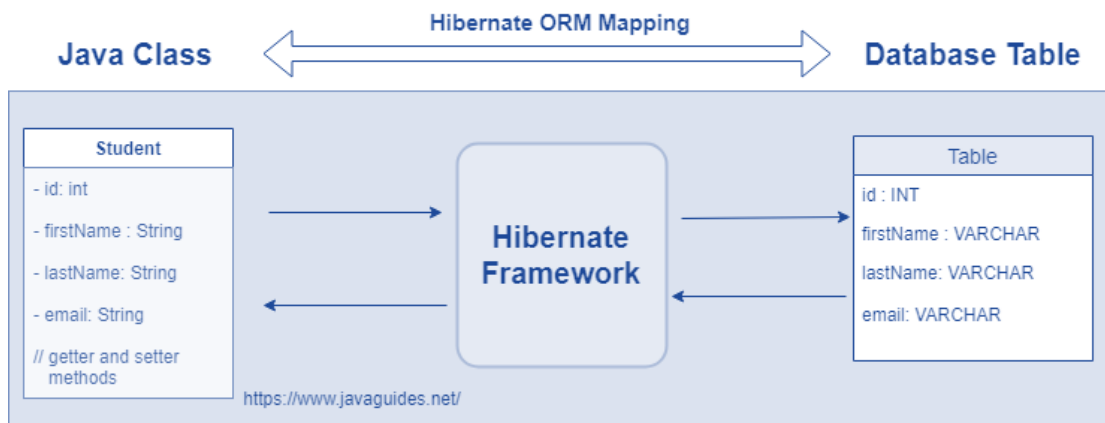 Hibernate ORM Mapping
Java Class
Database Table
Student
- id: int
- firstName : String
- lastName: String
- email: String
// getter and setter
methods
Hibernate
Framework
Table
id : INT
firstName : VARCHAR
lastName: VARCHAR
email: VARCHAR
https://www.javaguides.net/